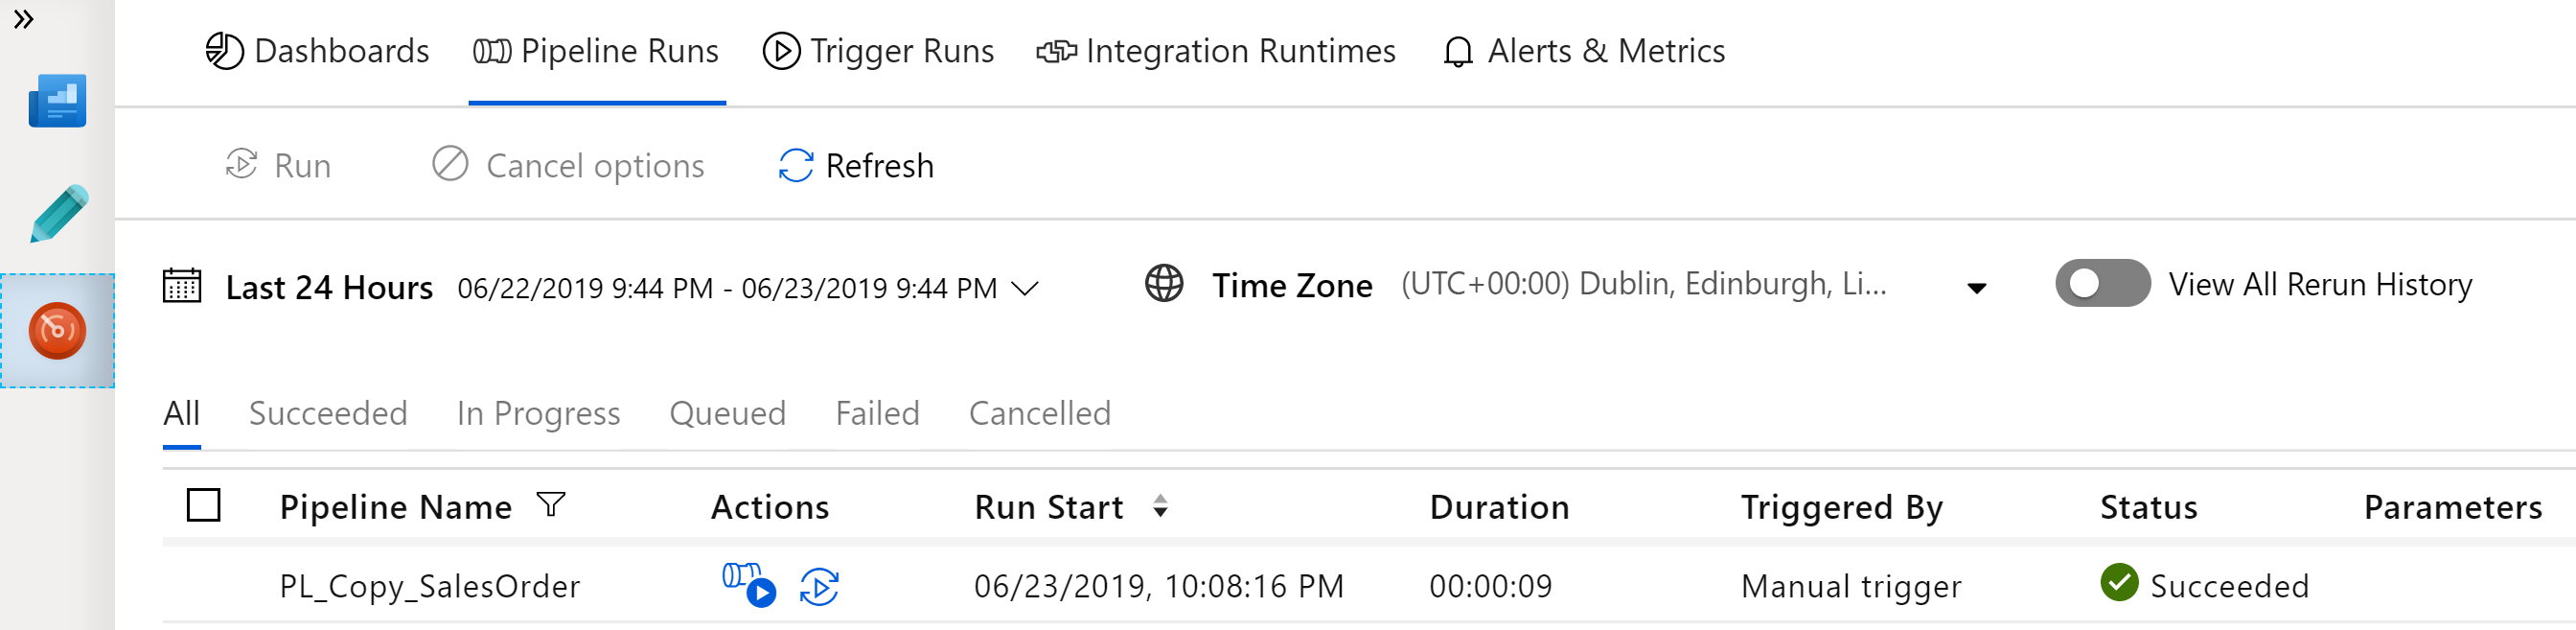 Dashboards Pipeline Runs Trigger Runs Integration Runtimes Alerts & Metrics
Run Cancel options Refresh
Last 24 Hours 06/22/2019 9:44 PM - 06/23/2019 9:44 PM Time Zone (UTC+00:00) Dublin, Edinburgh, Li... View All Rerun History
All Succeeded In Progress Queued Failed Cancelled
Pipeline Name Actions Run Start Duration Triggered By Status Parameters
PL_Copy_SalesOrder 06/23/2019, 10:08:16 PM 00:00:09 Manual trigger Succeeded